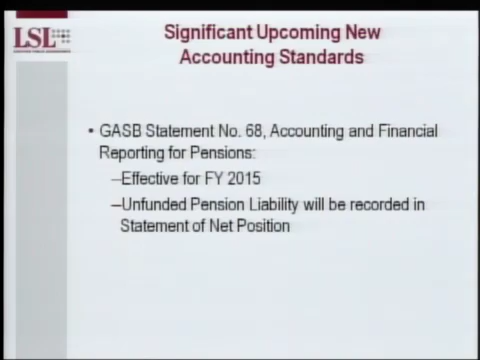 LSL
Significant Upcoming New
Accounting Standards
• GASB Statement No. 68, Accounting and Financial
Reporting for Pensions:
–Effective for FY 2015
–Unfunded Pension Liability will be recorded in
Statement of Net Position